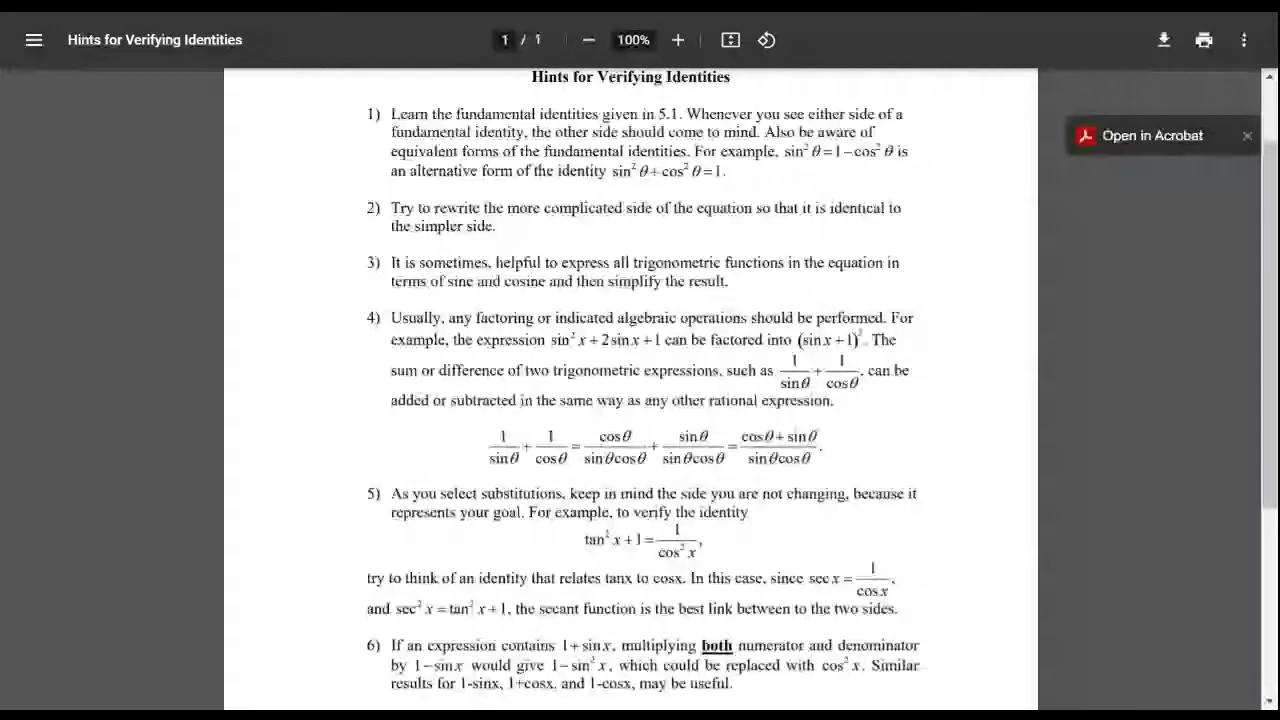 Hints for Verifying Identities
1 / 1
100%
Open in Acrobat
Hints for Verifying Identities
1) Learn the fundamental identities given in 5.1. Whenever you see either side of a
fundamental identity, the other side should come to mind. Also be aware of
equivalent forms of the fundamental identities. For example, sin² θ = 1 − cos² θ is
an alternative form of the identity sin² θ + cos² θ = 1.
2) Try to rewrite the more complicated side of the equation so that it is identical to
the simpler side.
3) It is sometimes, helpful to express all trigonometric functions in the equation in
terms of sine and cosine and then simplify the result.
4) Usually, any factoring or indicated algebraic operations should be performed. For
example, the expression sin² x + 2 sin x + 1 can be factored into (sin x + 1)². The
sum or difference of two trigonometric expressions, such as 1/sin θ + 1/cos θ, can be
added or subtracted in the same way as any other rational expression.
1/sin θ + 1/cos θ = cos θ/sin θ cos θ + sin θ/sin θ cos θ = cos θ + sin θ/sin θ cos θ.
5) As you select substitutions, keep in mind the side you are not changing, because it
represents your goal. For example, to verify the identity
tan² x + 1 = 1/cos² x,
try to think of an identity that relates tanx to cosx. In this case, since sec x = 1/cos x,
and sec² x = tan² x + 1, the secant function is the best link between to the two sides.
6) If an expression contains 1 + sin x, multiplying both numerator and denominator
by 1 − sin x would give 1 − sin² x, which could be replaced with cos² x. Similar
results for 1-sinx, 1+cosx, and 1-cosx, may be useful.